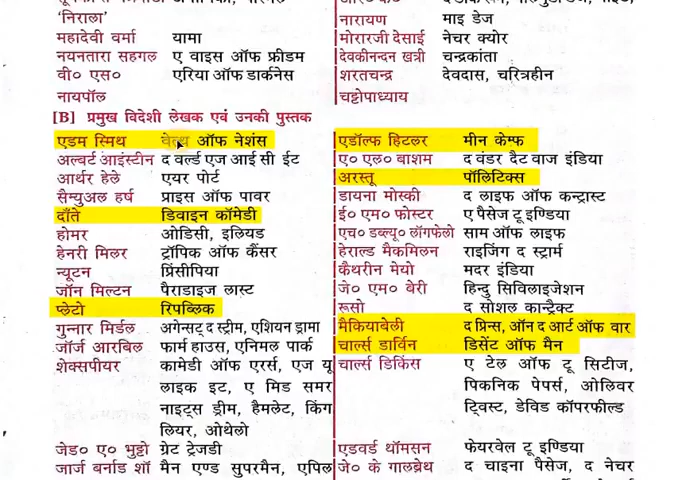 'निराला'
महादेवी वर्मा यामा
नयनतारा सहगल ए वाइस ऑफ फ्रीडम
वी० एस० एरिया ऑफ डार्कनेस
नायपॉल
नारायण माइ डेज
मोरारजी देसाई नेचर क्योर
देवकीनन्दन खत्री चन्द्रकांता
शरतचन्द्र देवदास, चरित्रहीन
चट्टोपाध्याय
[B] प्रमुख विदेशी लेखक एवं उनकी पुस्तक
एडम स्मिथ वेल्थ ऑफ नेशंस
अल्बर्ट आइंस्टीन द वर्ल्ड एज आई सी ईट
आर्थर हेले एयर पोर्ट
सैम्युअल हर्ष प्राइस ऑफ पावर
दाँते डिवाइन कॉमेडी
होमर ओडिसी, इलियड
हेनरी मिलर ट्रॉपिक ऑफ कैंसर
न्यूटन प्रिंसीपिया
जॉन मिल्टन पैराडाइज लास्ट
प्लेटो रिपब्लिक
गुन्नार मिर्डल अगेन्सट् द स्ट्रीम, एशियन ड्रामा
जॉर्ज आरबिल फार्म हाउस, एनिमल पार्क
शेक्सपीयर कामेडी ऑफ एरर्स, एज यू
लाइक इट, ए मिड समर
नाइट्स ड्रीम, हैमलेट, किंग
लियर, ओथेलो
जेड० ए० भुट्टो ग्रेट ट्रेजडी
जार्ज बर्नाड शॉ मैन एण्ड सुपरमैन, एपिल
एडॉल्फ हिटलर मीन केम्फ
ए० एल० बाशम द वंडर दैट वाज इंडिया
अरस्तू पॉलिटिक्स
डायना मोस्की द लाइफ ऑफ कन्ट्रास्ट
ई० एम० फोस्टर ए पैसेज टू इण्डिया
एच० डब्ल्यू० लॉगफेलो साम ऑफ लाइफ
हेराल्ड मैकमिलन राइजिंग द स्टार्म
कैथरीन मेयो मदर इंडिया
जे० एम० बेरी हिन्दु सिविलाइजेशन
रूसो द सोशल कान्ट्रैक्ट
मैकियाबेली द प्रिन्स, ऑन द आर्ट ऑफ वार
चार्ल्स डार्विन डिसेंट ऑफ मैन
चार्ल्स डिकिंस ए टेल ऑफ टू सिटीज,
पिकनिक पेपर्स, ओलिवर
ट्विस्ट, डेविड कॉपरफील्ड
एडवर्ड थॉमसन फेयरवेल टू इण्डिया
जे० के गालब्रेथ द चाइना पैसेज, द नेचर